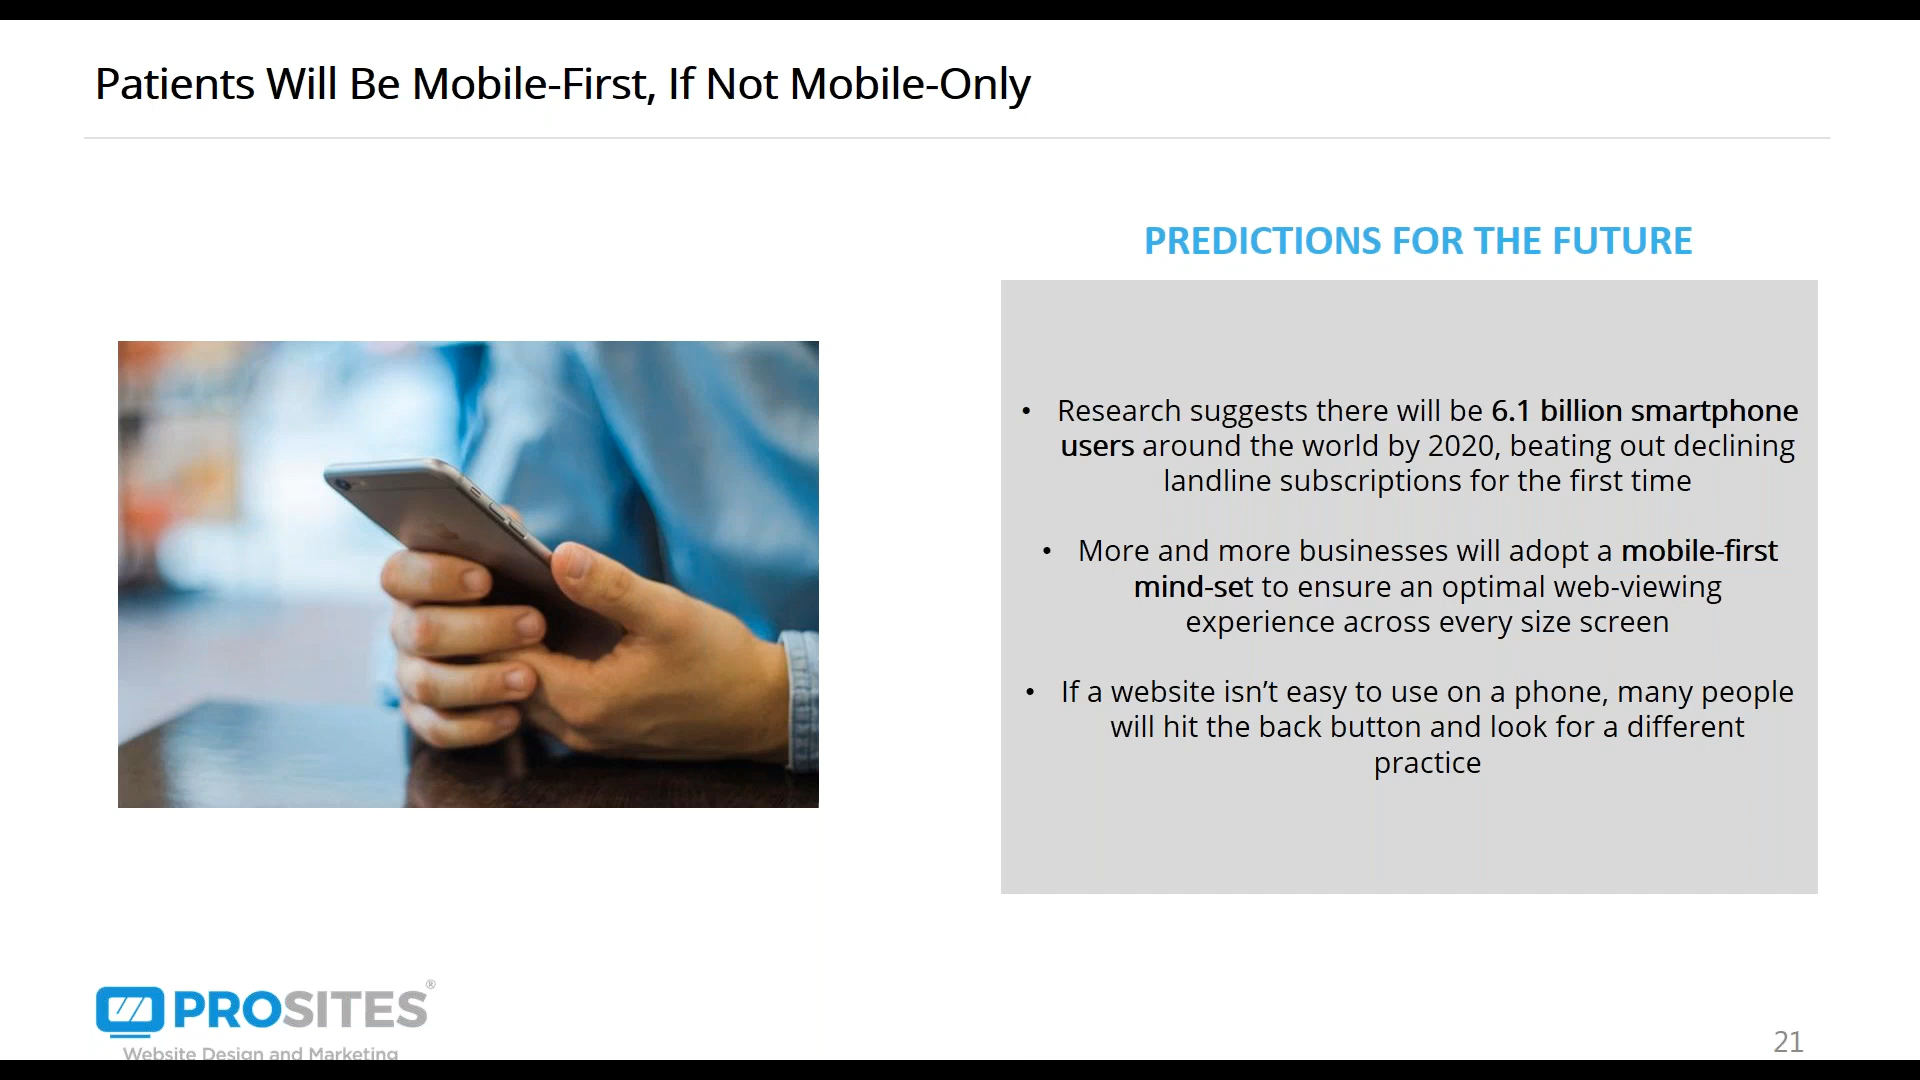 Patients Will Be Mobile-First, If Not Mobile-Only
PREDICTIONS FOR THE FUTURE
• Research suggests there will be 6.1 billion smartphone
users around the world by 2020, beating out declining
landline subscriptions for the first time
• More and more businesses will adopt a mobile-first
mind-set to ensure an optimal web-viewing
experience across every size screen
• If a website isn’t easy to use on a phone, many people
will hit the back button and look for a different
practice
PROSITES®
Website Design and Marketing
21